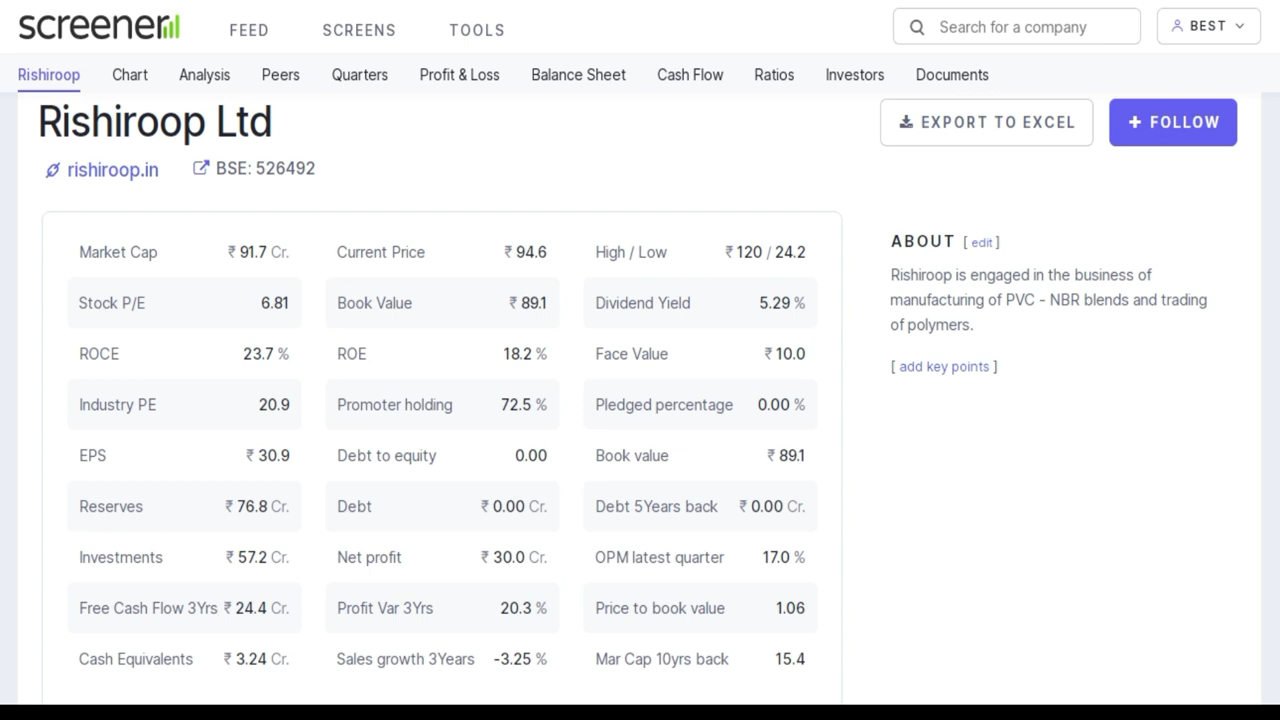 screener FEED SCREENS TOOLS Search for a company BEST
Rishiroop Chart Analysis Peers Quarters Profit & Loss Balance Sheet Cash Flow Ratios Investors Documents
Rishiroop Ltd EXPORT TO EXCEL + FOLLOW
rishiroop.in BSE: 526492
Market Cap ₹ 91.7 Cr. Current Price ₹ 94.6 High / Low ₹ 120 / 24.2
Stock P/E 6.81 Book Value ₹ 89.1 Dividend Yield 5.29 %
ROCE 23.7 % ROE 18.2 % Face Value ₹ 10.0
Industry PE 20.9 Promoter holding 72.5 % Pledged percentage 0.00 %
EPS ₹ 30.9 Debt to equity 0.00 Book value ₹ 89.1
Reserves ₹ 76.8 Cr. Debt ₹ 0.00 Cr. Debt 5Years back ₹ 0.00 Cr.
Investments ₹ 57.2 Cr. Net profit ₹ 30.0 Cr. OPM latest quarter 17.0 %
Free Cash Flow 3Yrs ₹ 24.4 Cr. Profit Var 3Yrs 20.3 % Price to book value 1.06
Cash Equivalents ₹ 3.24 Cr. Sales growth 3Years -3.25 % Mar Cap 10yrs back 15.4
ABOUT [ edit ]
Rishiroop is engaged in the business of
manufacturing of PVC - NBR blends and trading
of polymers.
[ add key points ]